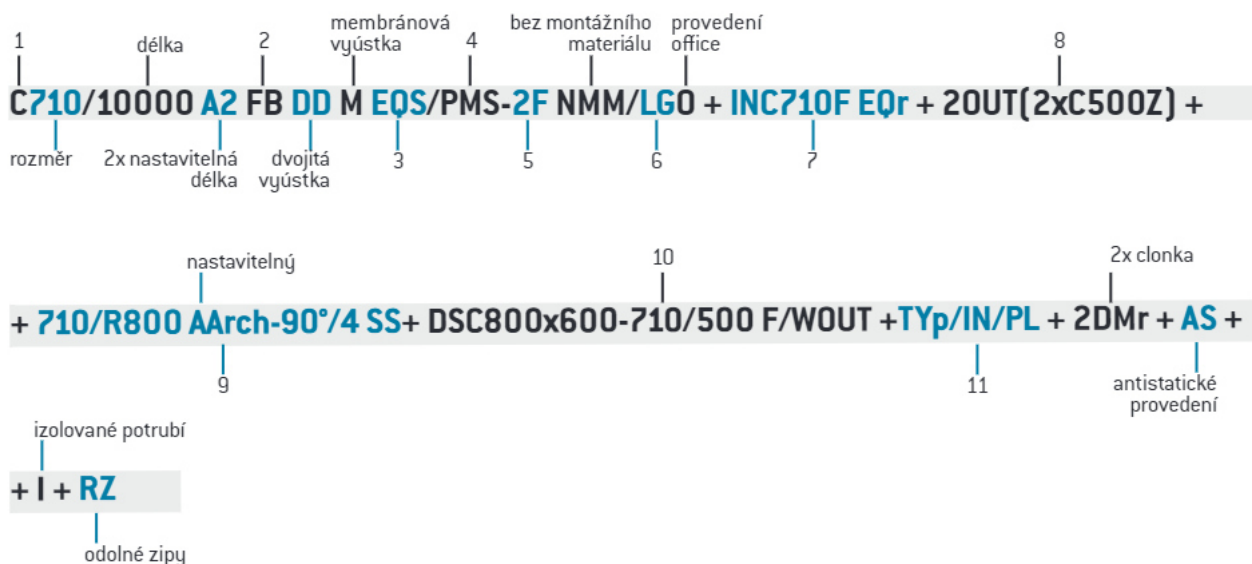 1 délka 2 membránová vyústka 4 bez montážního materiálu provedení office 8
C710/10000 A2 FB DD M EQS/PMS-2F NMM/LGO + INC710F EQr + 2OUT(2xC500Z) +
rozměr 2x nastavitelná délka dvojitá vyústka 3 5 6 7
nastavitelný 10 2x clonka
+ 710/R800 AArch-90°/4 SS+ DSC800x600-710/500 F/WOUT +TYp/IN/PL + 2DMr + AS +
9 11 antistatické provedení
izolované potrubí
+ I + RZ
odolné zipy